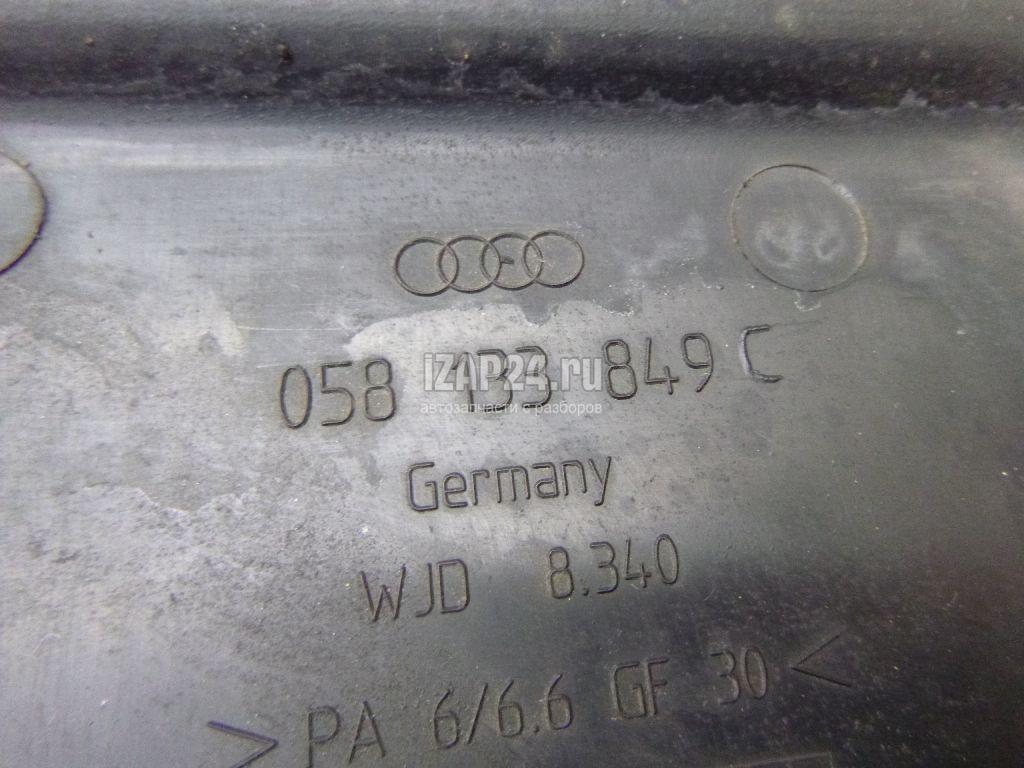 058 133 849 C
iZAP24.ru
автозапчасти с разборов
Germany
WJD 8.340
>PA 6/6.6 GF 30<